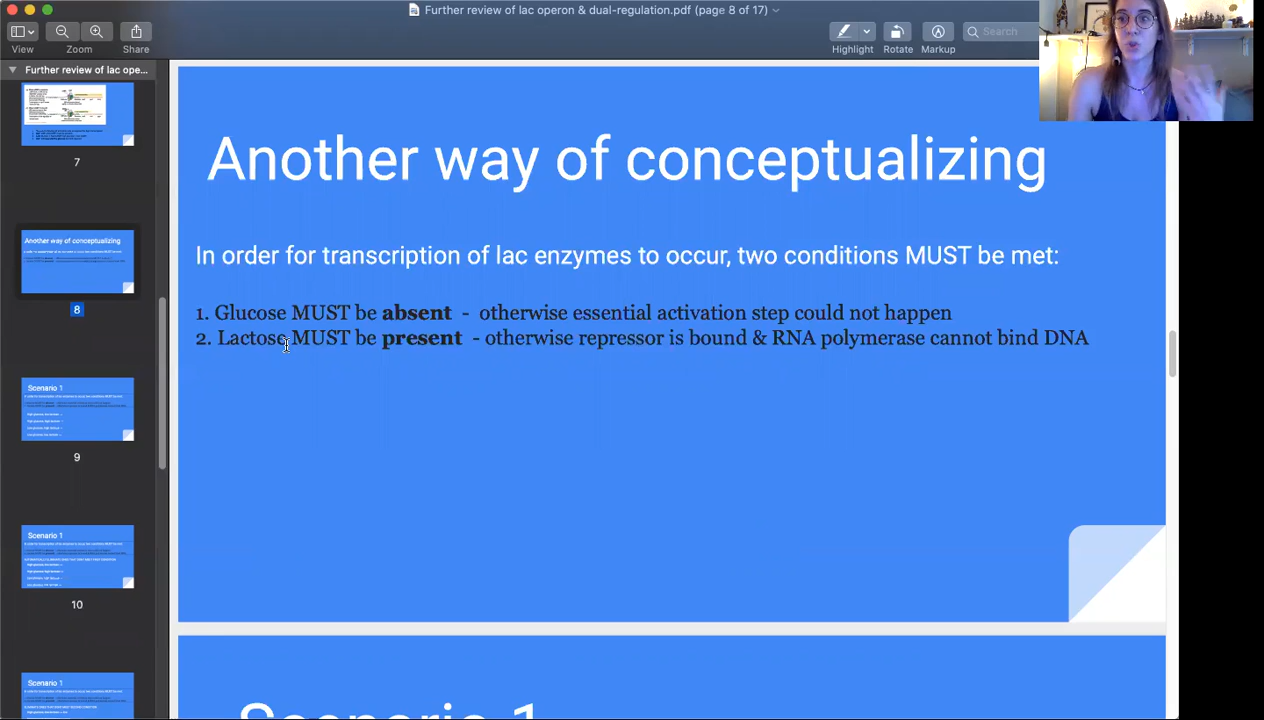 Further review of lac operon & dual-regulation.pdf (page 8 of 17)
View
Zoom
Share
Highlight
Rotate
Markup
Search
Further review of lac ope...
7
Another way of conceptualizing
8
Scenario 1
9
Scenario 1
10
Scenario 1
Another way of conceptualizing
In order for transcription of lac enzymes to occur, two conditions MUST be met:
1. Glucose MUST be absent - otherwise essential activation step could not happen
2. Lactose MUST be present - otherwise repressor is bound & RNA polymerase cannot bind DNA
Scenario 1